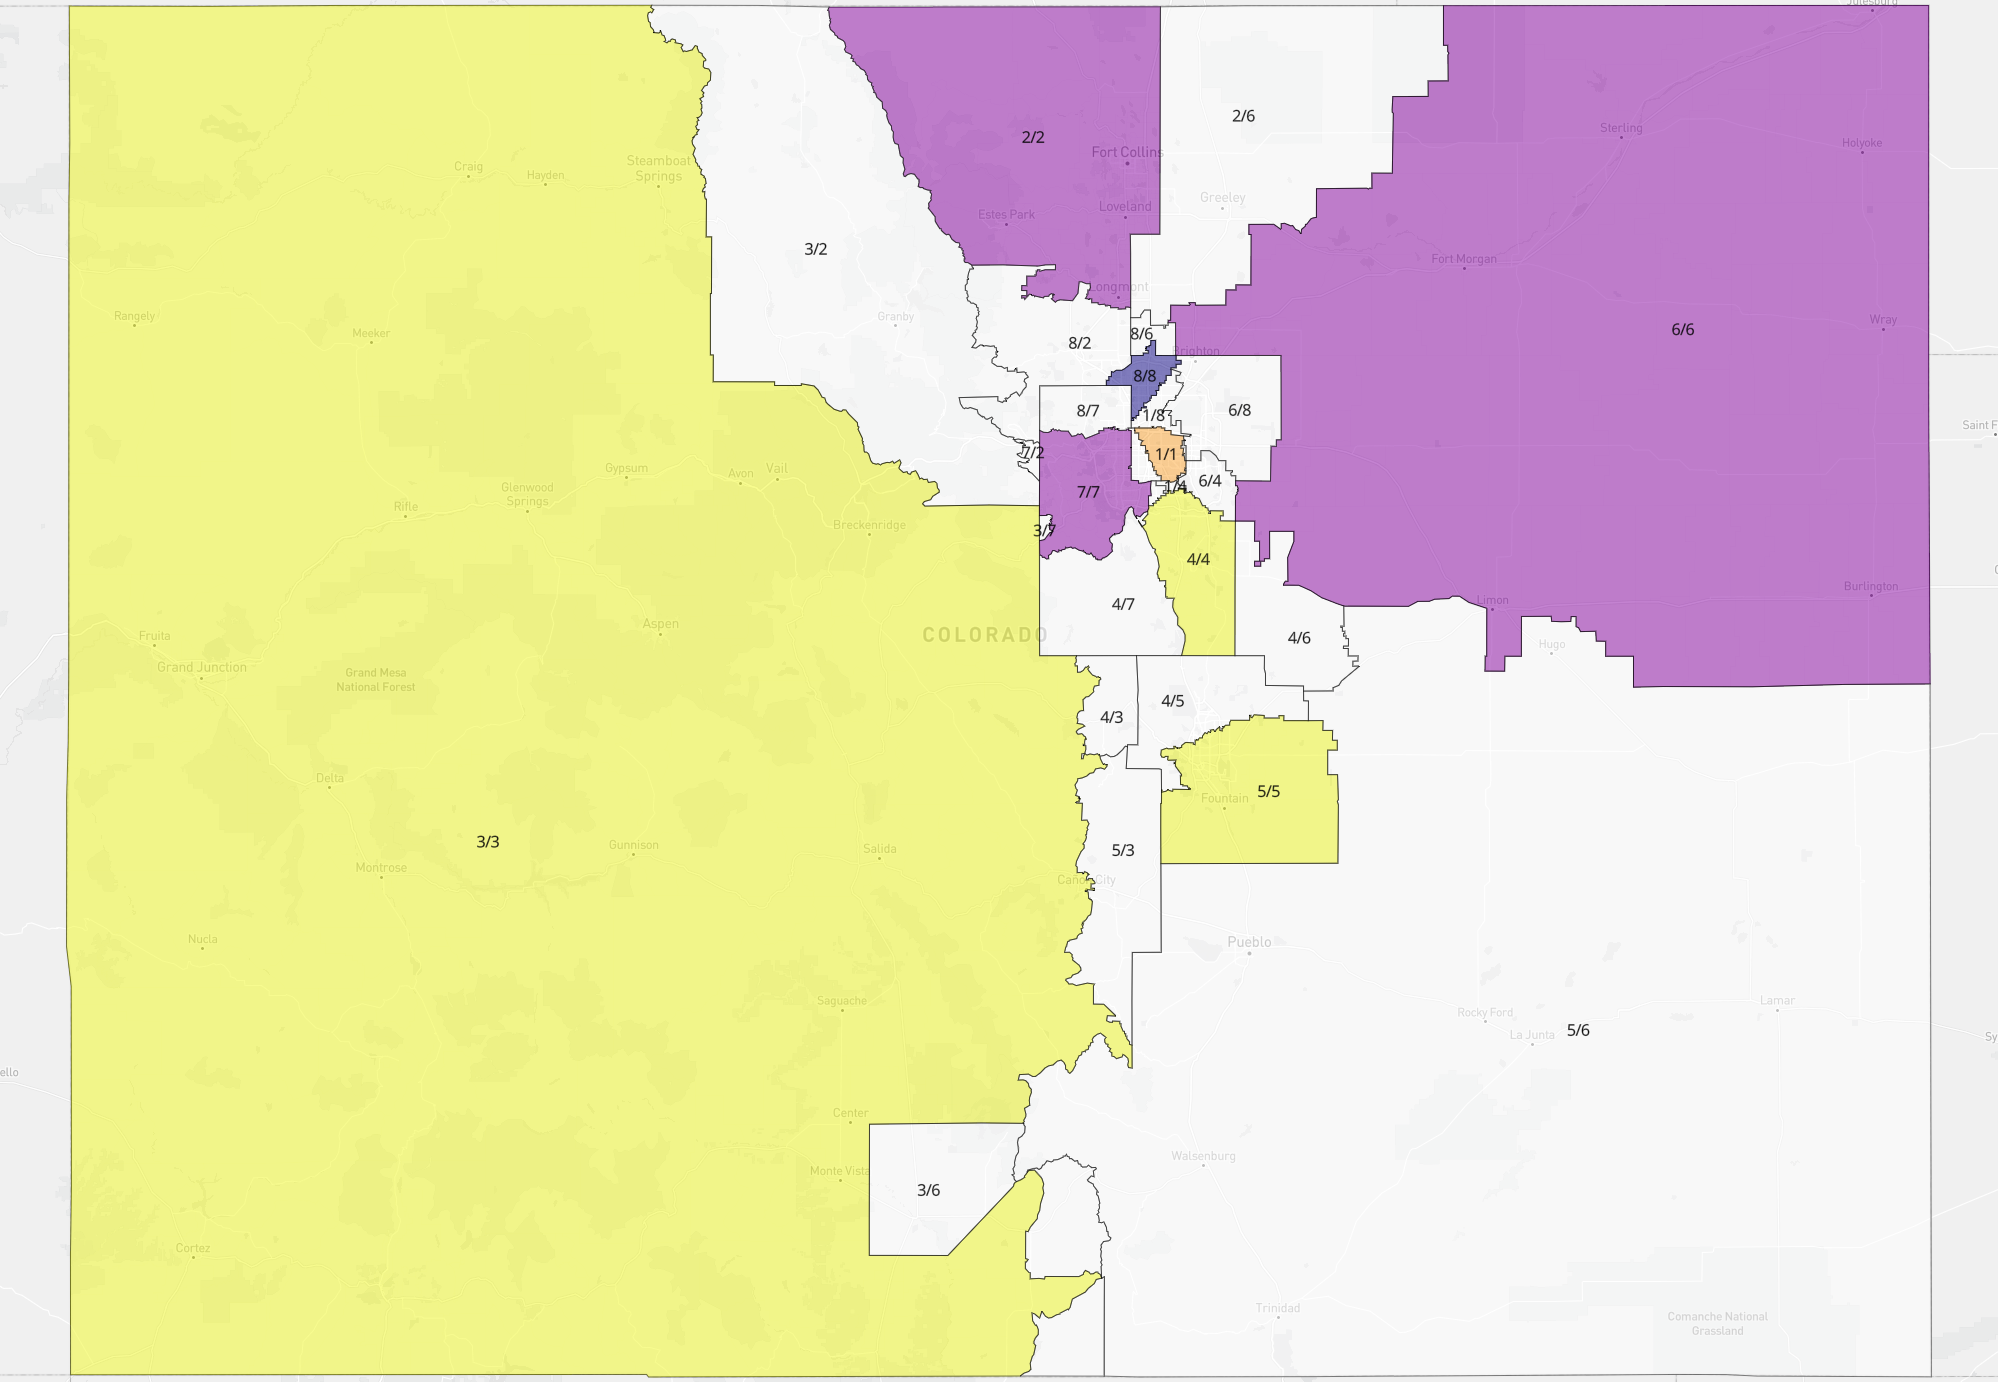 Julesburg
2/6
Sterling
2/2
Fort Collins
Holyoke
Craig
Hayden
Steamboat
Springs
Greeley
Estes Park
Loveland
3/2
Fort Morgan
Longmont
Rangely
Meeker
Granby
8/2
8/6
Brighton
6/6
Wray
8/8
8/7
1/8
6/8
Saint F
7/2
1/1
Gypsum
Avon
Vail
Glenwood
Springs
Rifle
7/7
1/4
6/4
Breckenridge
3/7
4/4
Burlington
Limon
4/7
Fruita
Aspen
COLORADO
4/6
Hugo
Grand Junction
Grand Mesa
National Forest
4/3
4/5
Delta
5/5
Fountain
3/3
Gunnison
Salida
5/3
Montrose
Cañon City
Nucla
Pueblo
Saguache
Lamar
Rocky Ford
La Junta
5/6
Sy
ello
Center
Walsenburg
Monte Vista
3/6
Cortez
Trinidad
Comanche National
Grassland